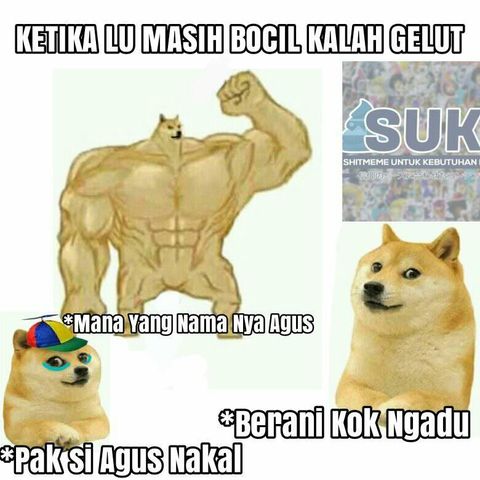 KETIKA LU MASIH BOCIL KALAH GELUT
SUK
SHITMEME UNTUK KEBUTUHAN
*Mana Yang Nama Nya Agus
*Berani Kok Ngadu
*Pak si Agus Nakal